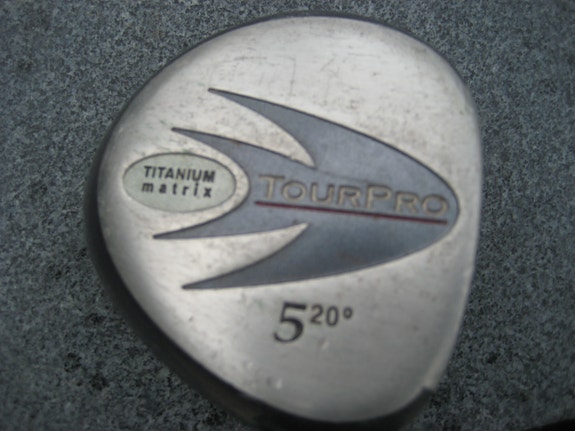 TITANIUM
matrix
TOURPRO
5 20°